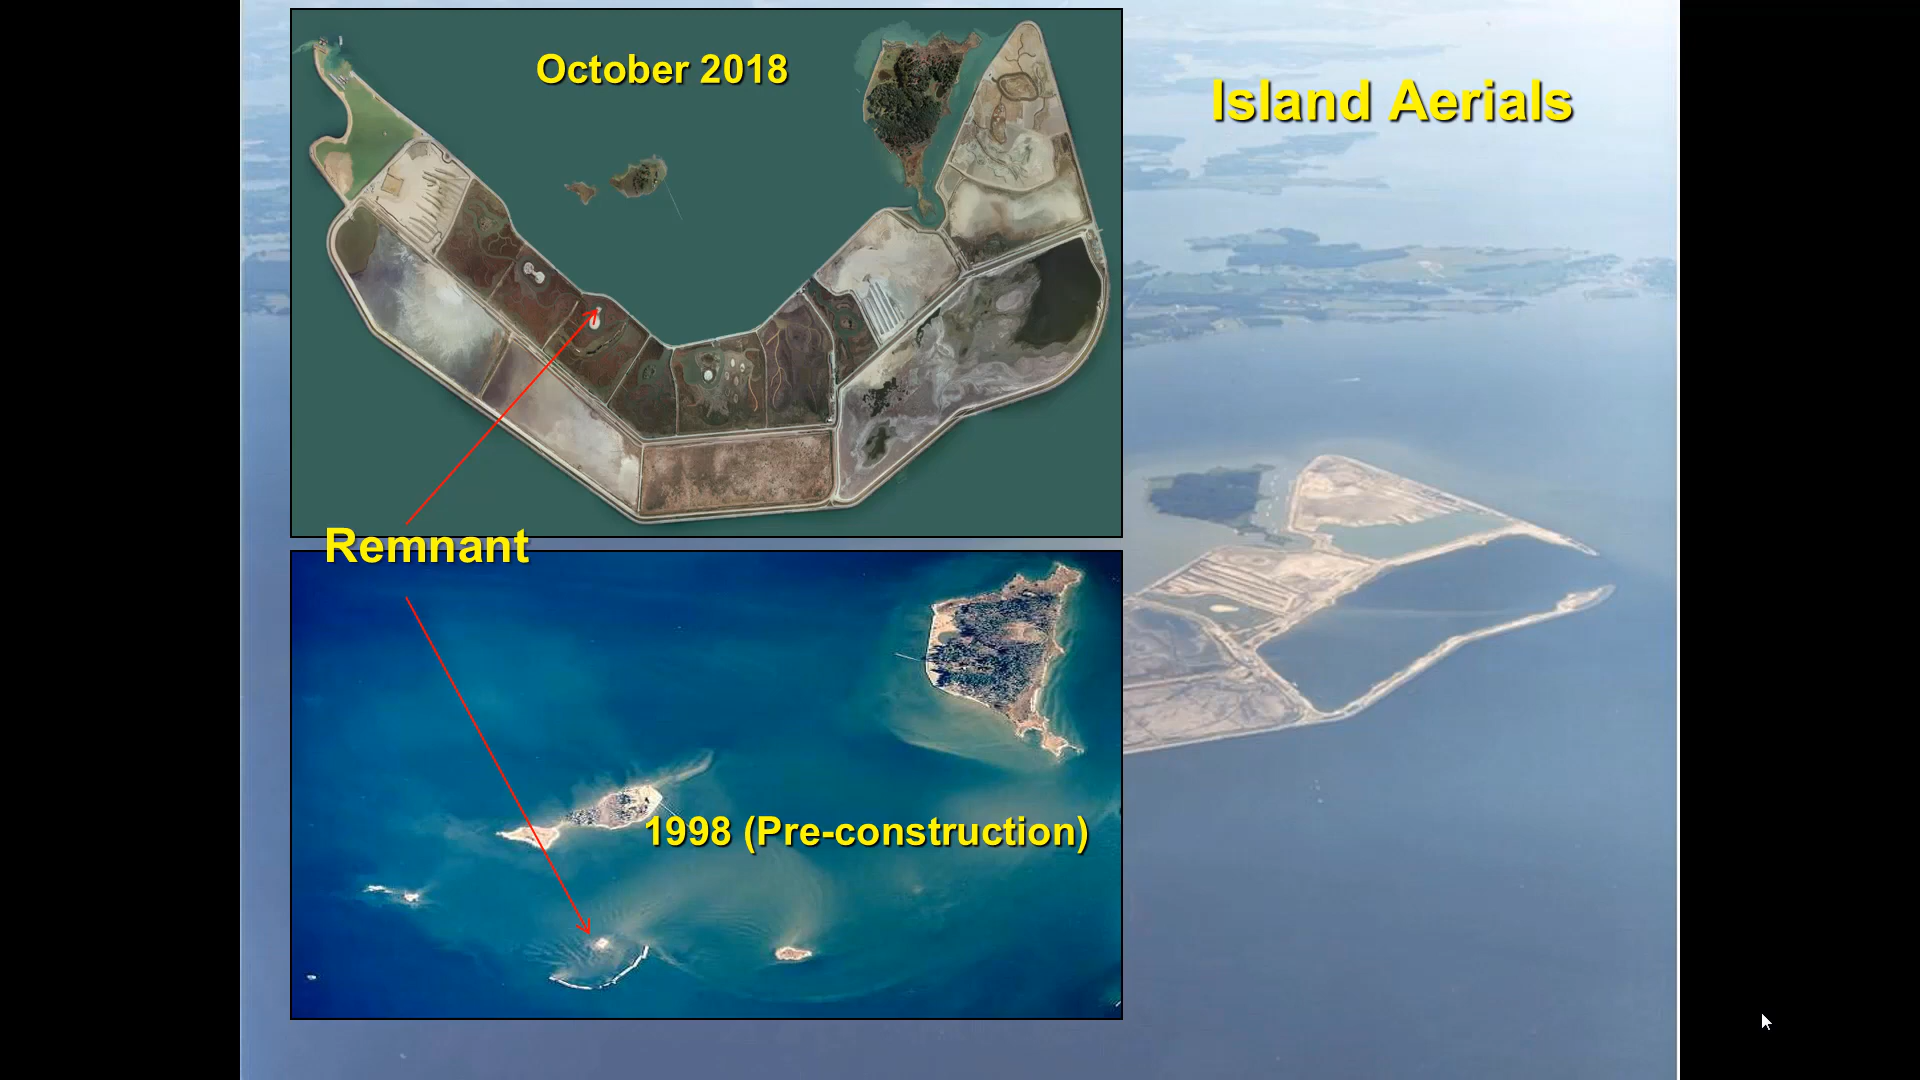 October 2018
Island Aerials
Remnant
1998 (Pre-construction)